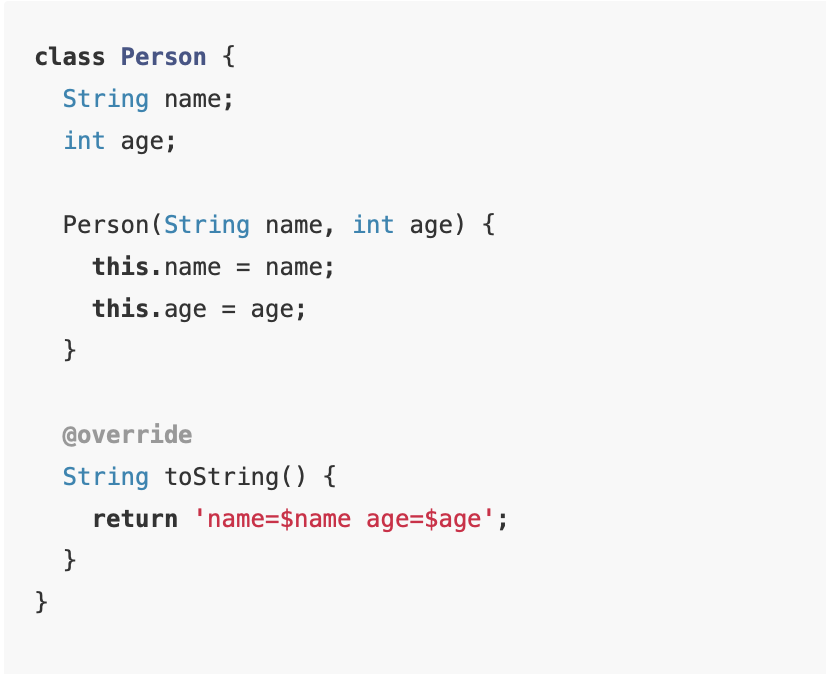 class Person {
  String name;
  int age;

  Person(String name, int age) {
    this.name = name;
    this.age = age;
  }

  @override
  String toString() {
    return 'name=$name age=$age';
  }
}